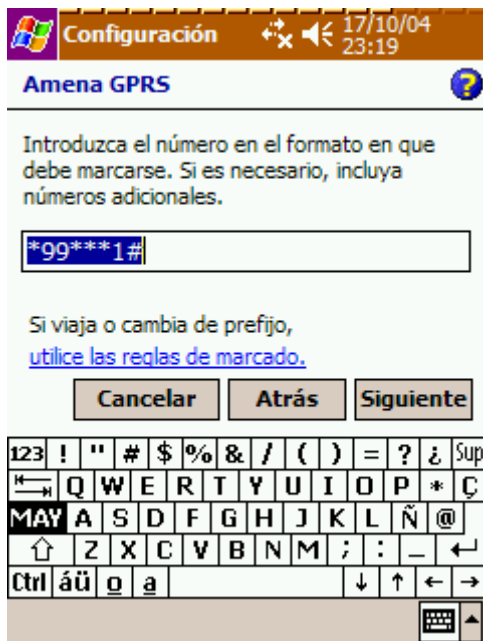 Configuración
17/10/04
23:19
Amena GPRS
?
Introduzca el número en el formato en que
debe marcarse. Si es necesario, incluya
números adicionales.
*99***1#
Si viaja o cambia de prefijo,
utilice las reglas de marcado.
Cancelar Atrás Siguiente
123 ! " # $ % & / ( ) = ? ¿ Sup
Q W E R T Y U I O P * Ç
MAY A S D F G H J K L Ñ @
Z X C V B N M ; : _
Ctrl áü o a ↓ ↑ ← →